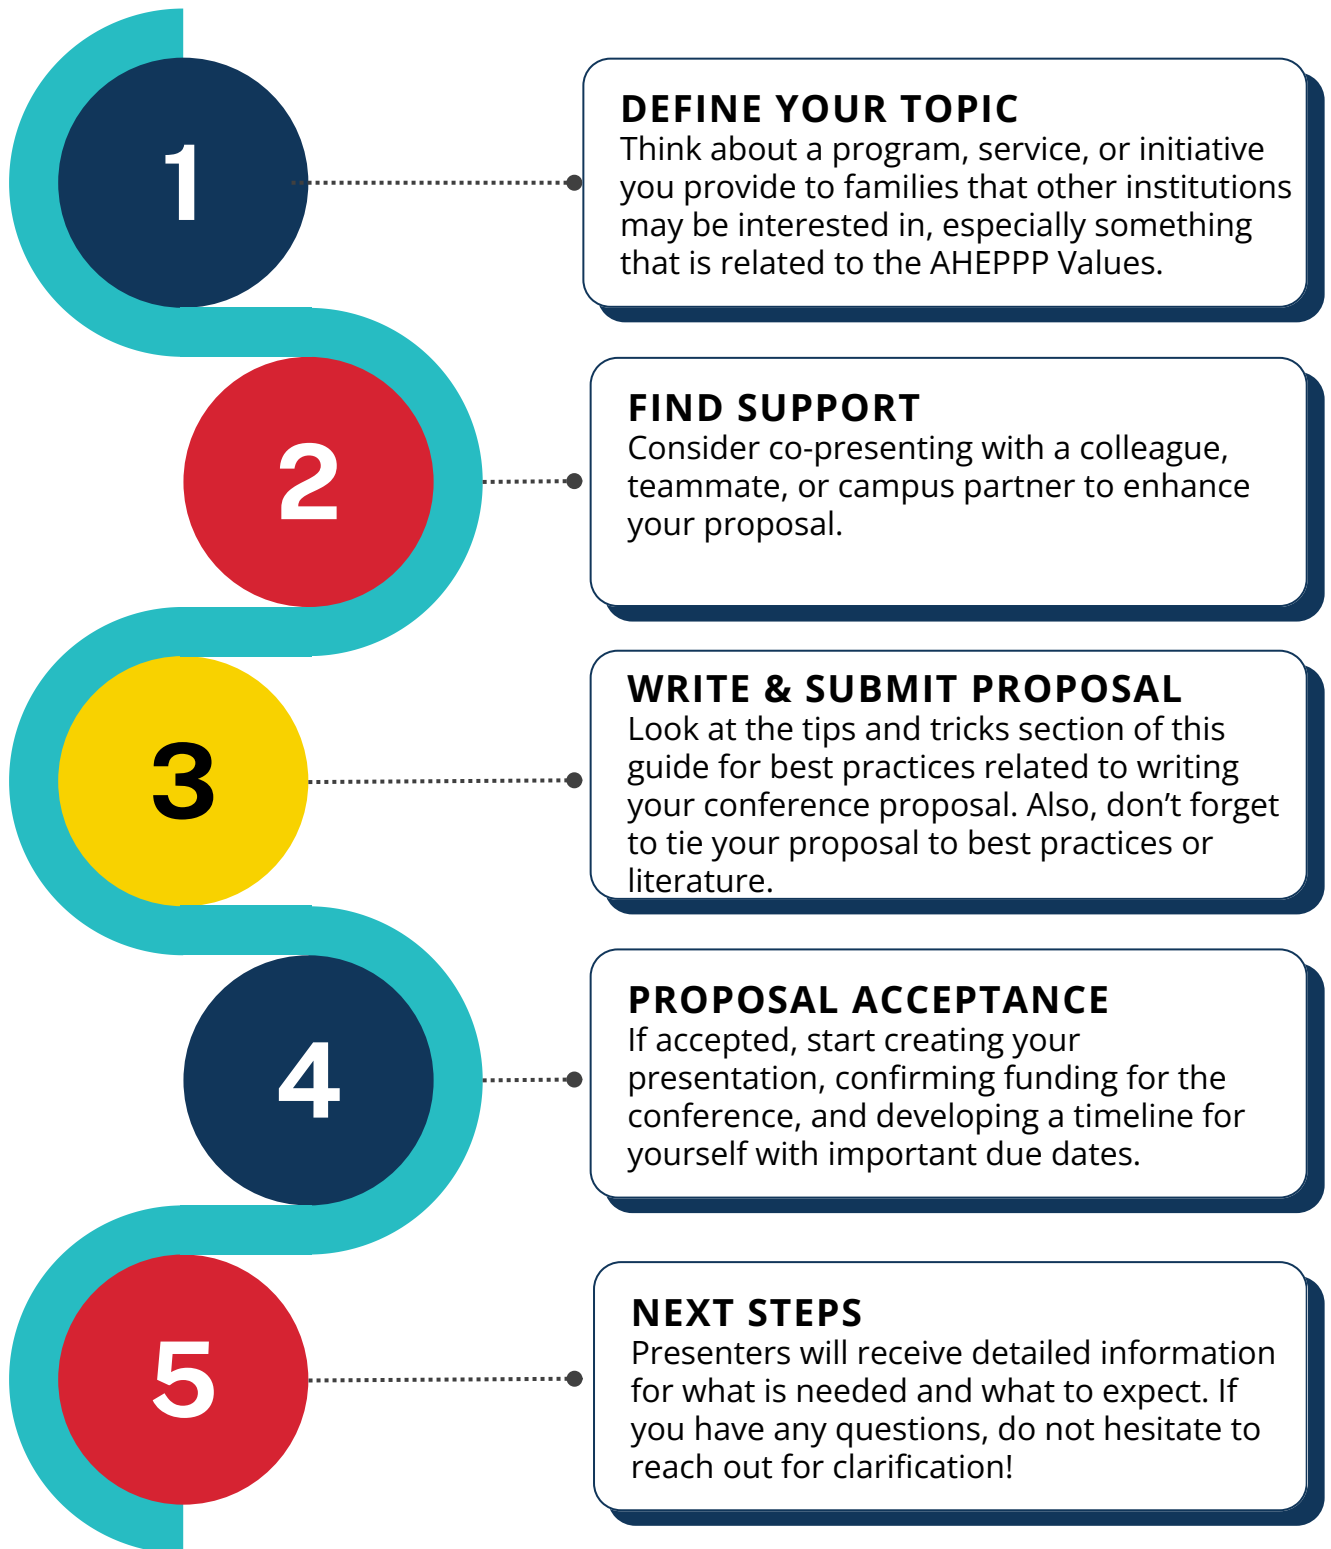 1
DEFINE YOUR TOPIC
Think about a program, service, or initiative
you provide to families that other institutions
may be interested in, especially something
that is related to the AHEPPP Values.
2
FIND SUPPORT
Consider co-presenting with a colleague,
teammate, or campus partner to enhance
your proposal.
3
WRITE & SUBMIT PROPOSAL
Look at the tips and tricks section of this
guide for best practices related to writing
your conference proposal. Also, don’t forget
to tie your proposal to best practices or
literature.
4
PROPOSAL ACCEPTANCE
If accepted, start creating your
presentation, confirming funding for the
conference, and developing a timeline for
yourself with important due dates.
5
NEXT STEPS
Presenters will receive detailed information
for what is needed and what to expect. If
you have any questions, do not hesitate to
reach out for clarification!